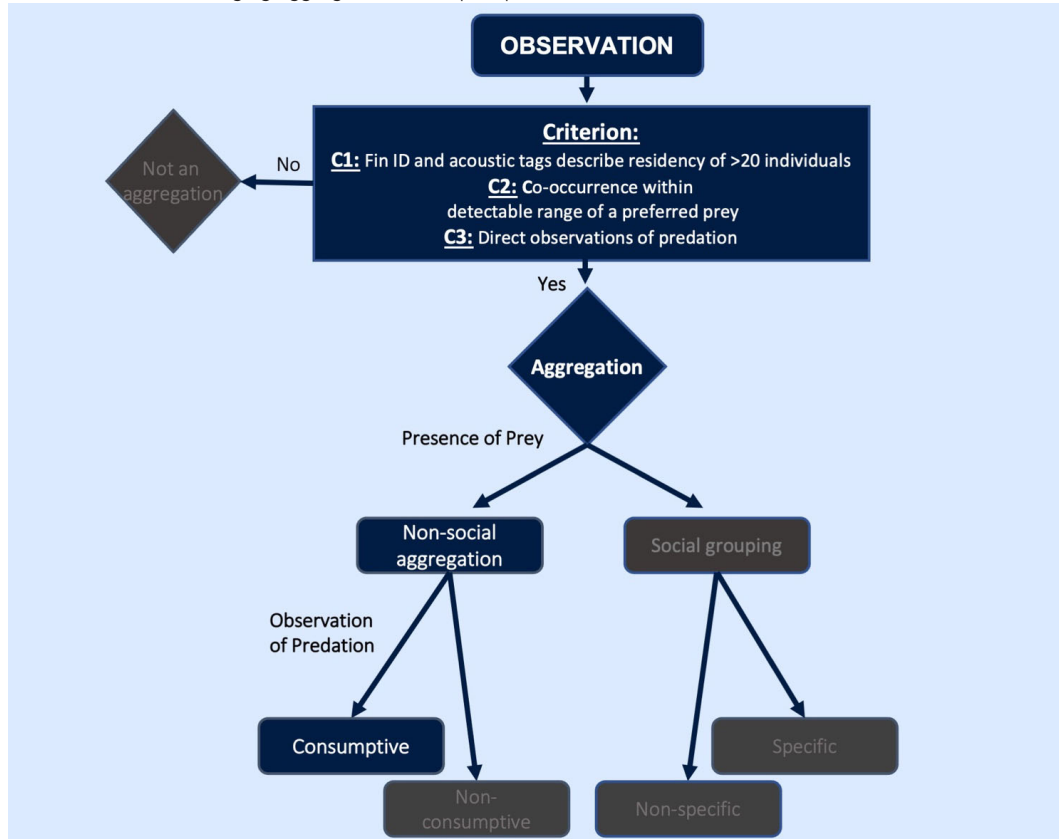 OBSERVATION
Criterion:
C1: Fin ID and acoustic tags describe residency of >20 individuals
C2: Co-occurrence within
detectable range of a preferred prey
C3: Direct observations of predation
No
Not an
aggregation
Yes
Aggregation
Presence of Prey
Non-social
aggregation
Social grouping
Observation
of Predation
Consumptive
Specific
Non-
consumptive
Non-specific